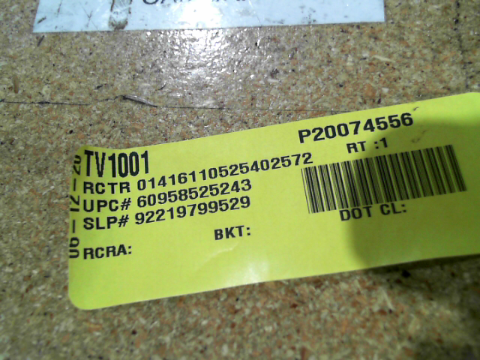 P20074556
TV1001
RT :1
RCTR 01416110525402572
UPC# 60958525243
SLP# 92219799529
DOT CL:
BKT:
RCRA:
06-12-20